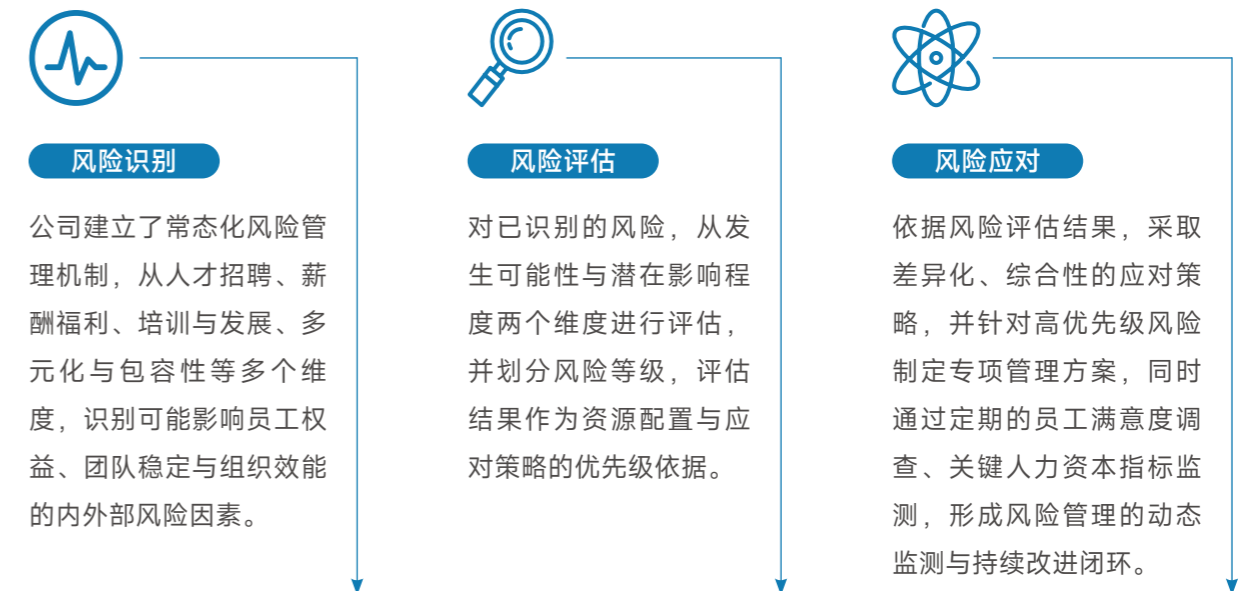 风险识别
公司建立了常态化风险管
理机制，从人才招聘、薪
酬福利、培训与发展、多
元化与包容性等多个维
度，识别可能影响员工权
益、团队稳定与组织效能
的内外部风险因素。
风险评估
对已识别的风险，从发
生可能性与潜在影响程
度两个维度进行评估，
并划分风险等级，评估
结果作为资源配置与应
对策略的优先级依据。
风险应对
依据风险评估结果，采取
差异化、综合性的应对策
略，并针对高优先级风险
制定专项管理方案，同时
通过定期的员工满意度调
查、关键人力资本指标监
测，形成风险管理的动态
监测与持续改进闭环。